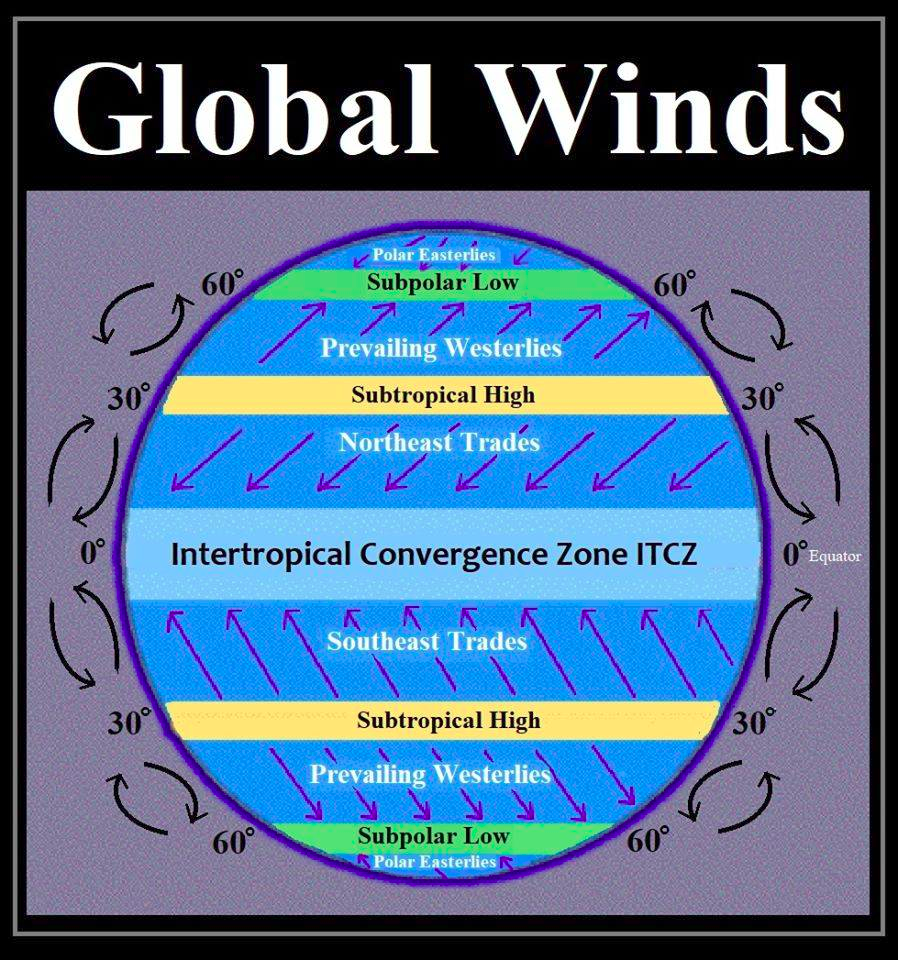 Global Winds
Polar Easterlies
60° Subpolar Low 60°
Prevailing Westerlies
30° Subtropical High 30°
Northeast Trades
0° Intertropical Convergence Zone ITCZ 0° Equator
Southeast Trades
30° Subtropical High 30°
Prevailing Westerlies
60° Subpolar Low 60°
Polar Easterlies